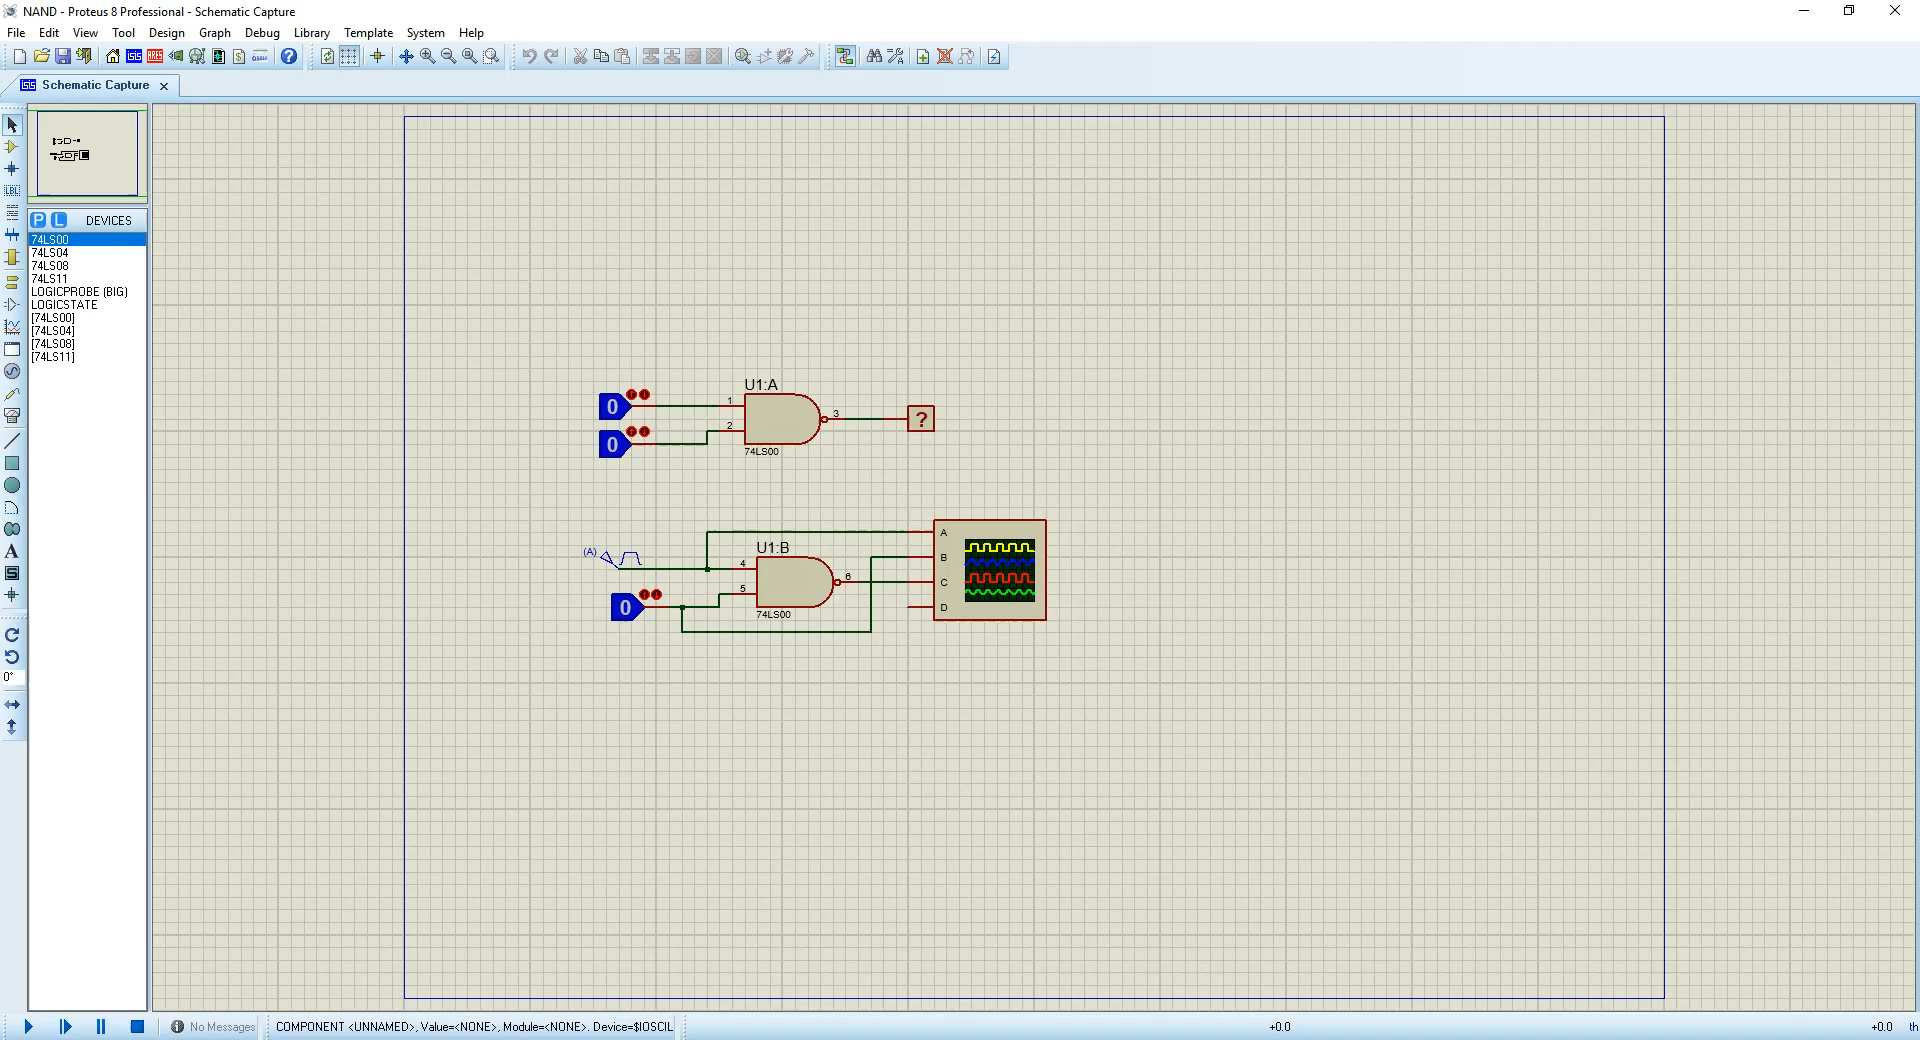 NAND - Proteus 8 Professional - Schematic Capture
File Edit View Tool Design Graph Debug Library Template System Help
Schematic Capture
P L DEVICES
74LS00
74LS04
74LS08
74LS11
LOGICPROBE (BIG)
LOGICSTATE
[74LS00]
[74LS04]
[74LS08]
[74LS11]
LBL
A
S
0°
U1:A
0
0
1
2
3
?
74LS00
(A)
U1:B
0
4
5
6
74LS00
A
B
C
D
No Messages
COMPONENT <UNNAMED>, Value=<NONE>, Module=<NONE>. Device=$IOSCIL
+0.0
+0.0
th